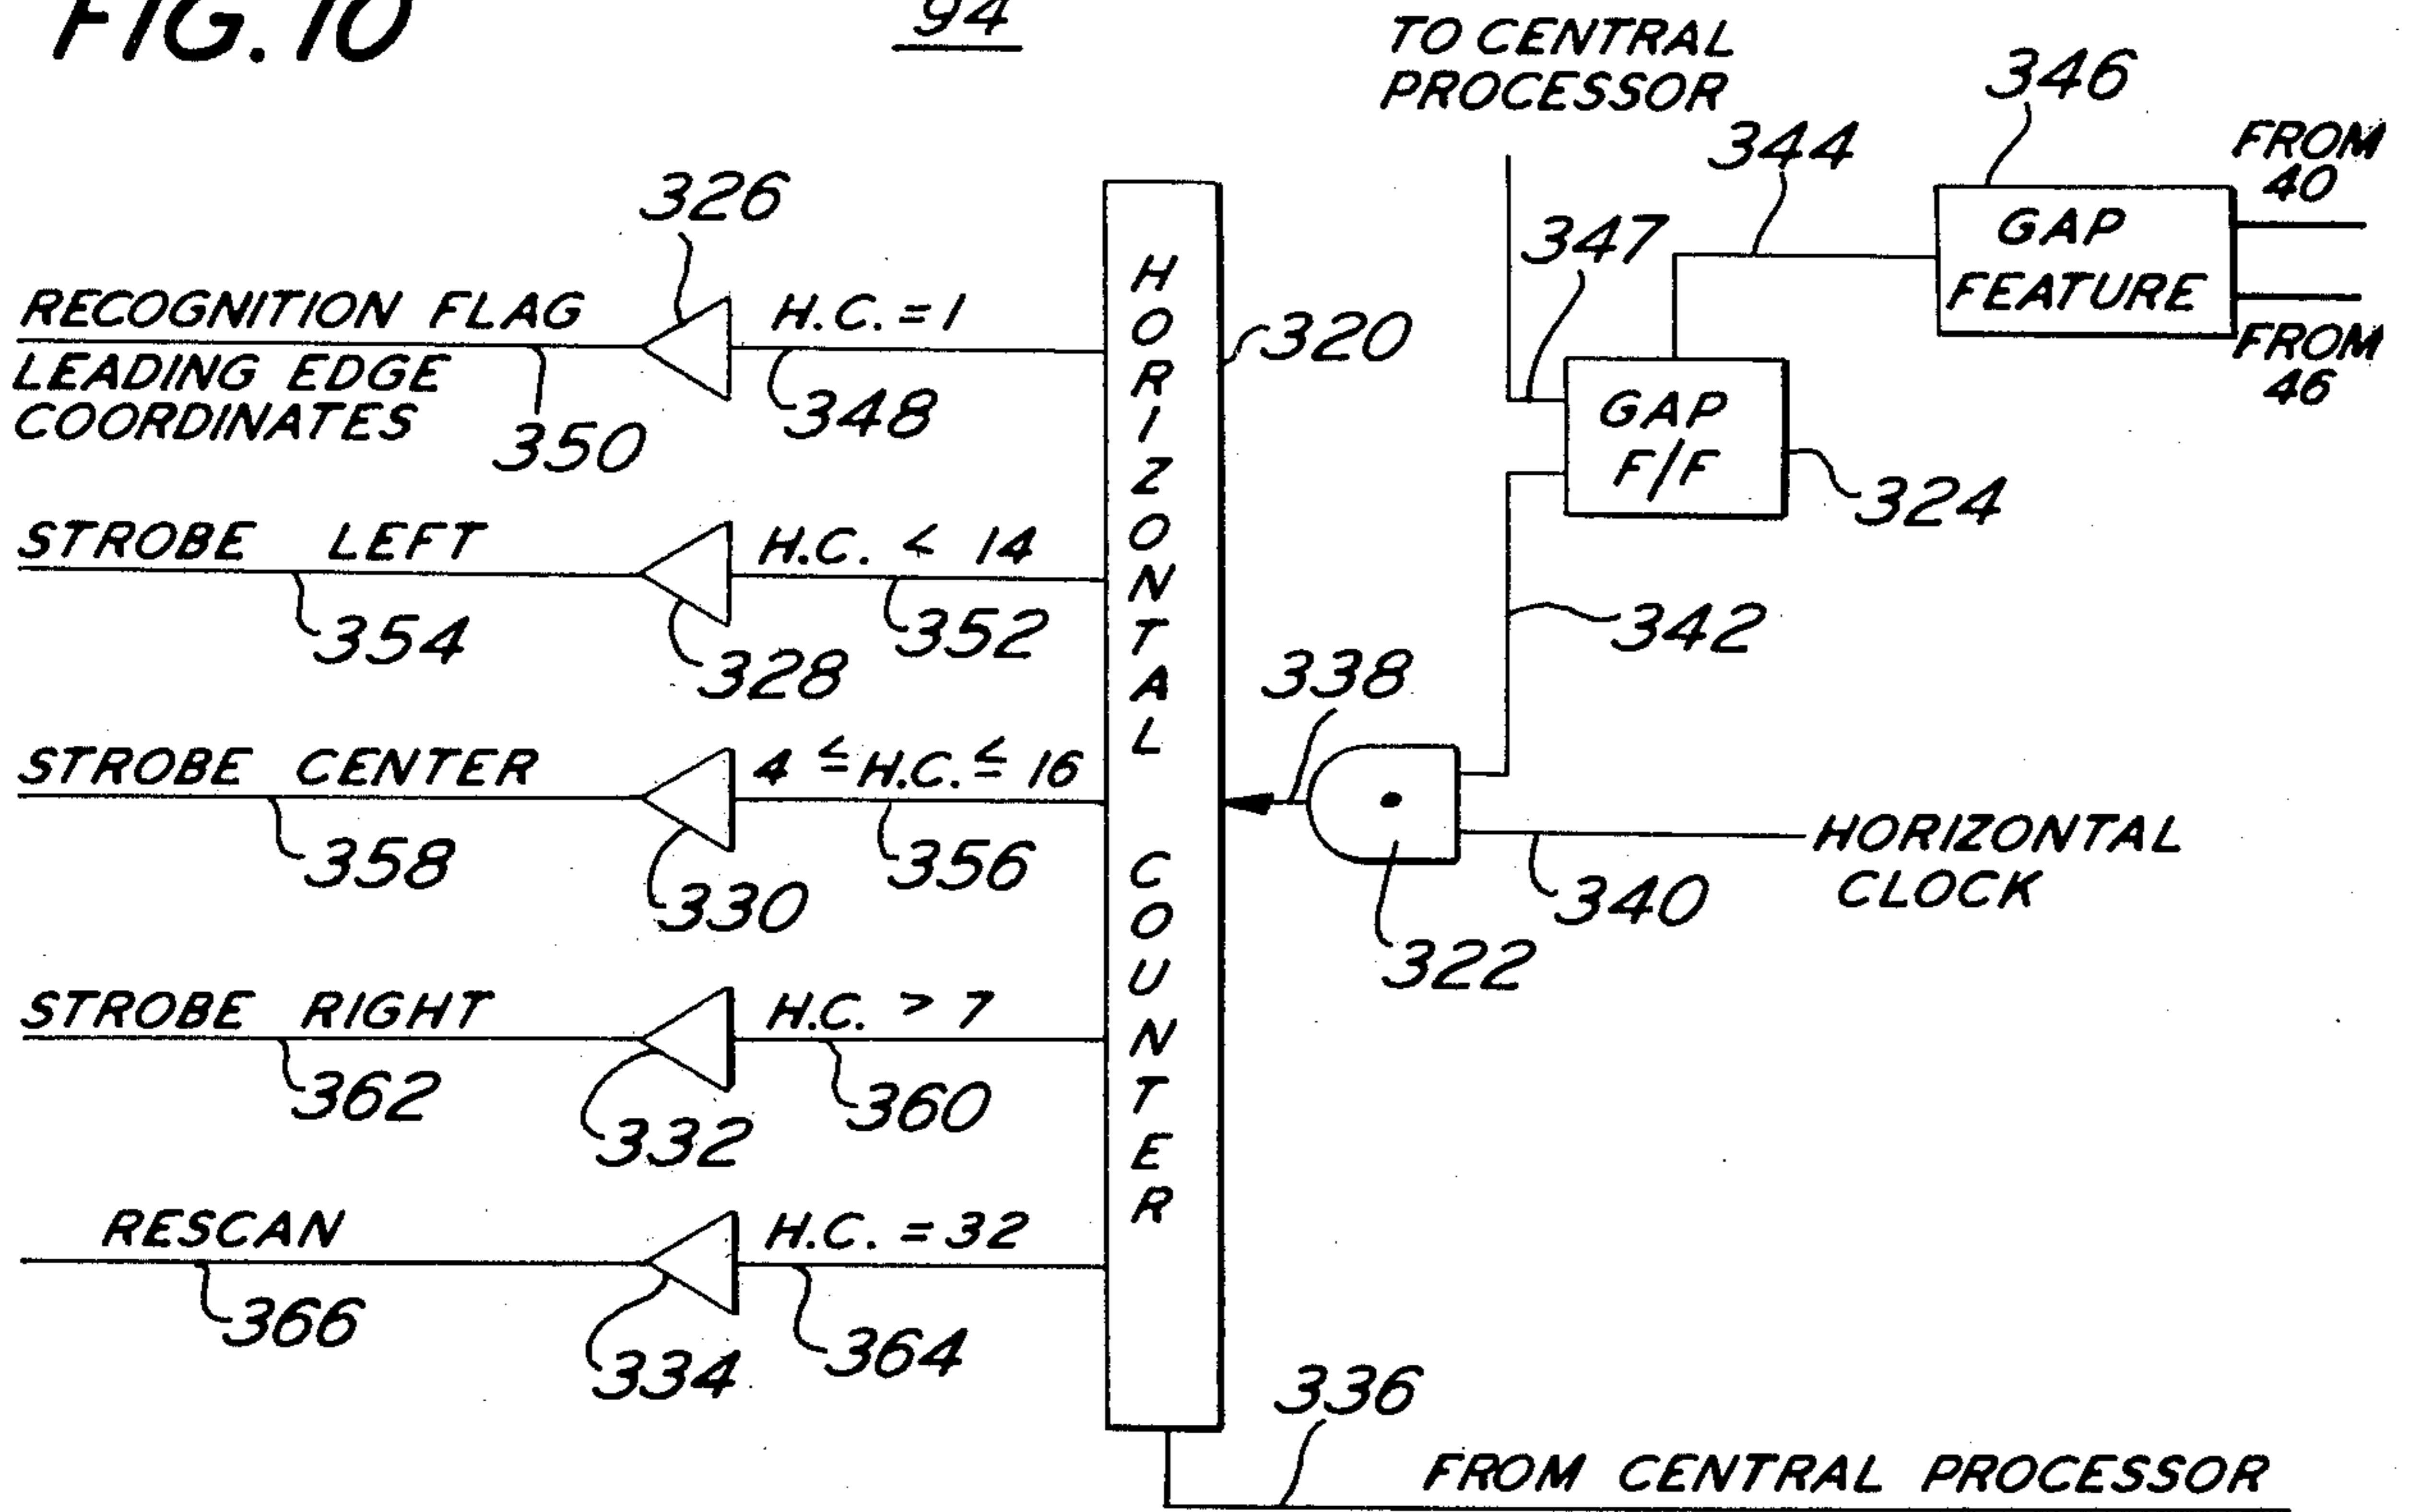 FIG. 10
94
TO CENTRAL
PROCESSOR
346
344
FROM
40
326
347
GAP
FEATURE
RECOGNITION FLAG
H.C. = 1
320
FROM
46
LEADING EDGE
COORDINATES
350
348
GAP
F/F
324
STROBE LEFT
H.C. < 14
354
328
352
342
338
STROBE CENTER
4 ≤ H.C. ≤ 16
358
330
356
HORIZONTAL
CLOCK
340
322
STROBE RIGHT
H.C. > 7
362
332
360
RESCAN
H.C. = 32
366
334
364
HORIZONTAL COUNTER
336
FROM CENTRAL PROCESSOR